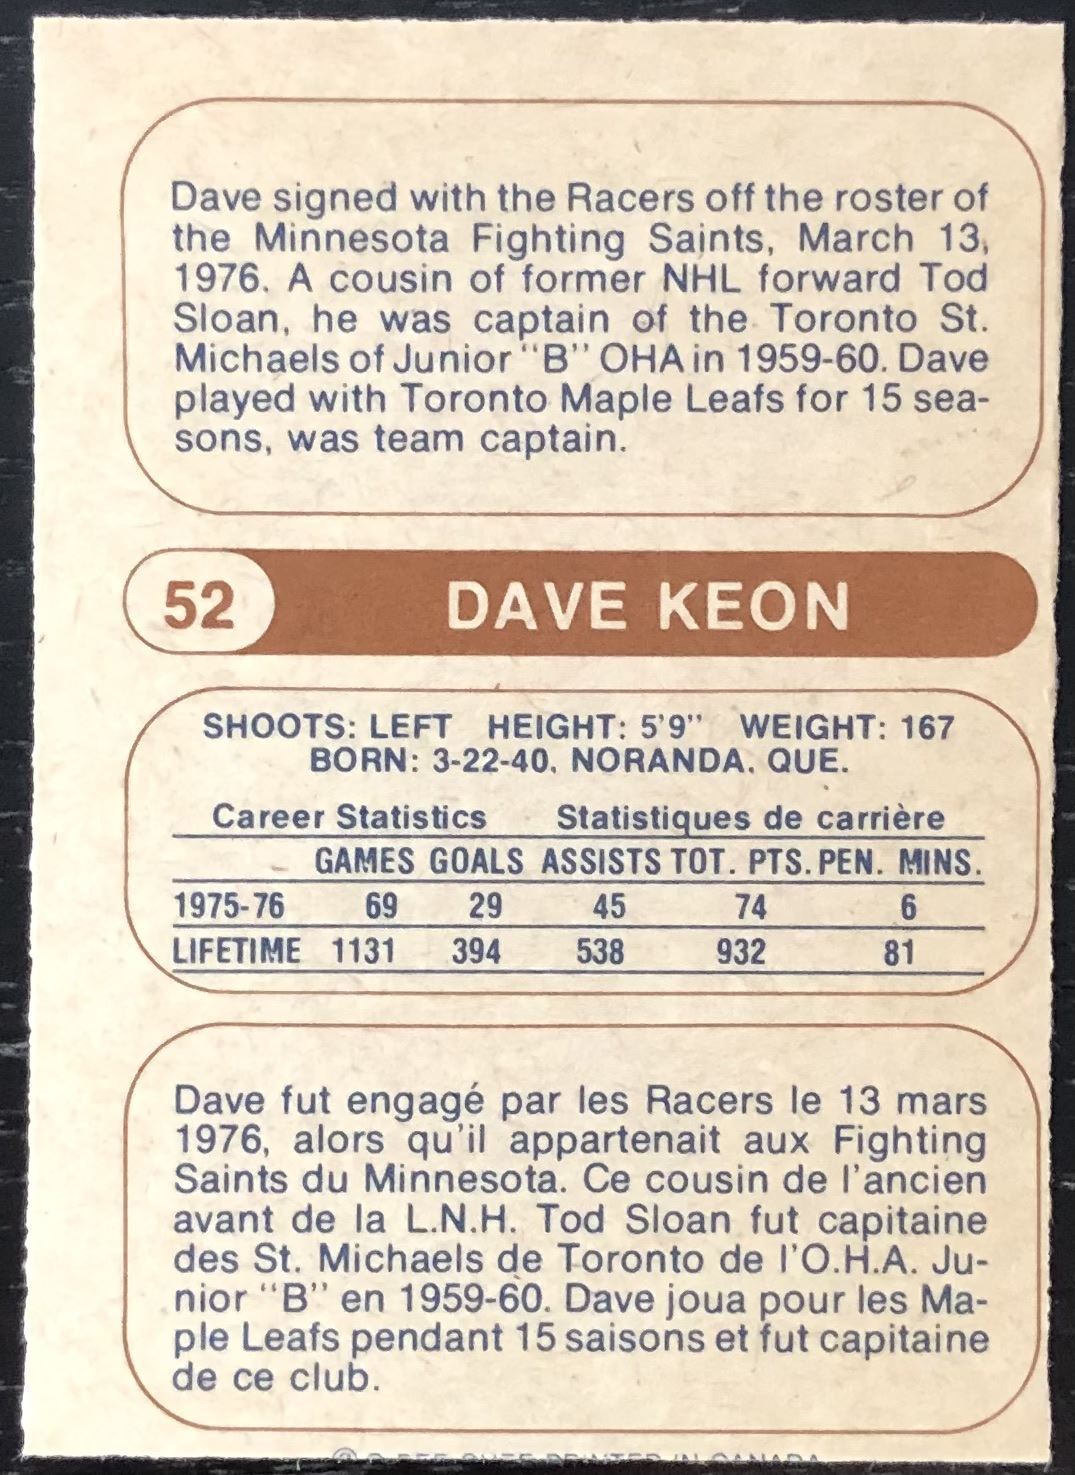 Dave signed with the Racers off the roster of
the Minnesota Fighting Saints, March 13,
1976. A cousin of former NHL forward Tod
Sloan, he was captain of the Toronto St.
Michaels of Junior "B" OHA in 1959-60. Dave
played with Toronto Maple Leafs for 15 sea-
sons, was team captain.
52 DAVE KEON
SHOOTS: LEFT HEIGHT: 5'9" WEIGHT: 167
BORN: 3-22-40, NORANDA, QUE.
Career Statistics Statistiques de carrière
GAMES GOALS ASSISTS TOT. PTS. PEN. MINS.
1975-76 69 29 45 74 6
LIFETIME 1131 394 538 932 81
Dave fut engagé par les Racers le 13 mars
1976, alors qu'il appartenait aux Fighting
Saints du Minnesota. Ce cousin de l'ancien
avant de la L.N.H. Tod Sloan fut capitaine
des St. Michaels de Toronto de l'O.H.A. Ju-
nior "B" en 1959-60. Dave joua pour les Ma-
ple Leafs pendant 15 saisons et fut capitaine
de ce club.
PRINTED IN CANADA